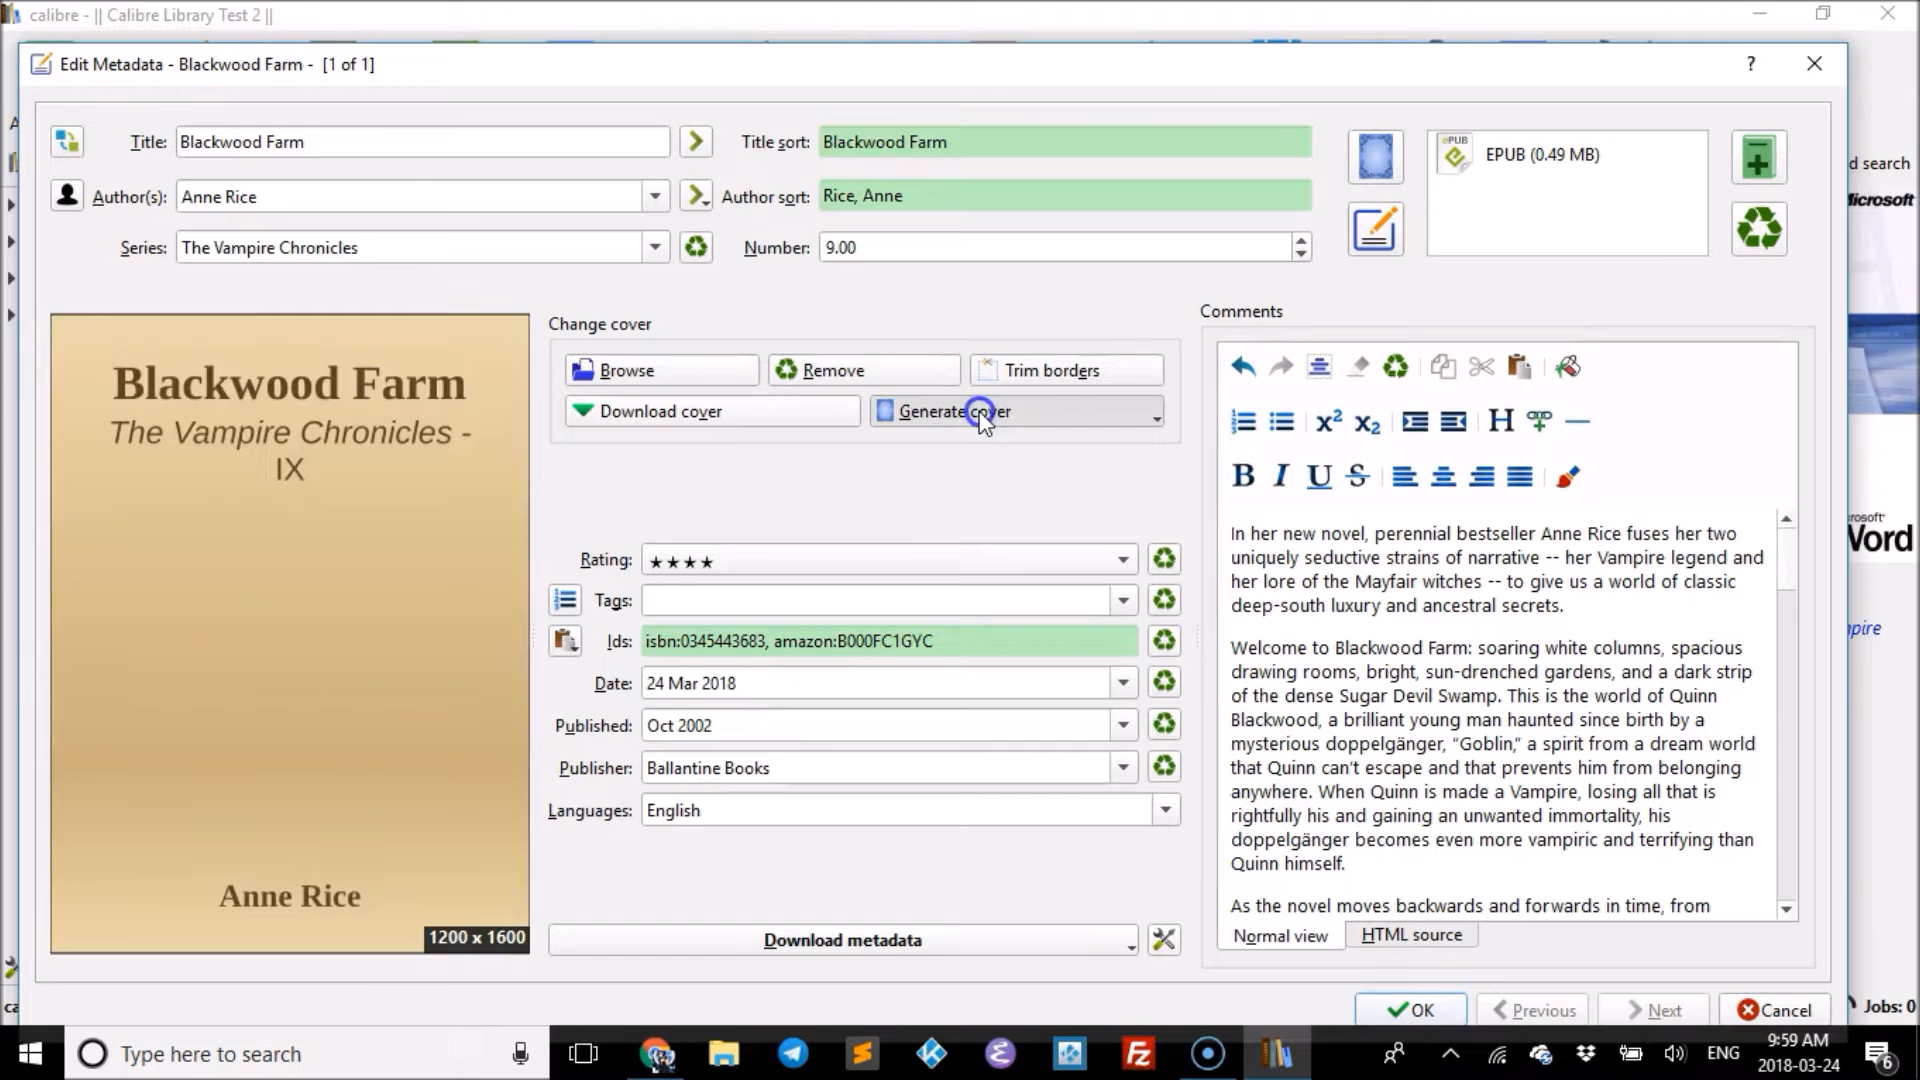 calibre - || Calibre Library Test 2 ||
Edit Metadata - Blackwood Farm -  [1 of 1]
?
Title: Blackwood Farm
Title sort: Blackwood Farm
ePUB
EPUB (0.49 MB)
d search
Author(s): Anne Rice
Author sort: Rice, Anne
Microsoft
Series: The Vampire Chronicles
Number: 9.00
Change cover
Comments
Browse
Remove
Trim borders
Download cover
Generate cover
Blackwood Farm
The Vampire Chronicles -
IX
Anne Rice
1200 x 1600
Rating: ★★★★
Tags:
Ids: isbn:0345443683, amazon:B000FC1GYC
Date: 24 Mar 2018
Published: Oct 2002
Publisher: Ballantine Books
Languages: English
Download metadata
In her new novel, perennial bestseller Anne Rice fuses her two
uniquely seductive strains of narrative -- her Vampire legend and
her lore of the Mayfair witches -- to give us a world of classic
deep-south luxury and ancestral secrets.
Welcome to Blackwood Farm: soaring white columns, spacious
drawing rooms, bright, sun-drenched gardens, and a dark strip
of the dense Sugar Devil Swamp. This is the world of Quinn
Blackwood, a brilliant young man haunted since birth by a
mysterious doppelgänger, “Goblin,” a spirit from a dream world
that Quinn can't escape and that prevents him from belonging
anywhere. When Quinn is made a Vampire, losing all that is
rightfully his and gaining an unwanted immortality, his
doppelgänger becomes even more vampiric and terrifying than
Quinn himself.
As the novel moves backwards and forwards in time, from
Normal view
HTML source
rosoft
Word
pire
OK
Previous
Next
Cancel
ca
Jobs: 0
Type here to search
ENG
9:59 AM
2018-03-24
6